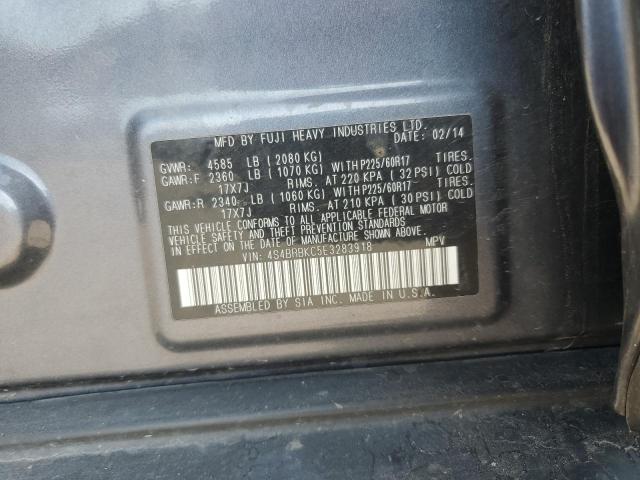 MFD BY FUJI HEAVY INDUSTRIES LTD.
DATE: 02/14
GVWR: 4585 LB ( 2080 KG)
GAWR:F 2360 LB ( 1070 KG) WITH P225/60R17 TIRES.
17X7J RIMS. AT 220 KPA ( 32 PSI) COLD
GAWR:R 2340 LB ( 1060 KG) WITH P225/60R17 TIRES.
17X7J RIMS. AT 210 KPA ( 30 PSI) COLD
THIS VEHICLE CONFORMS TO ALL APPLICABLE FEDERAL MOTOR
VEHICLE SAFETY AND THEFT PREVENTION STANDARDS
IN EFFECT ON THE DATE OF MANUFACTURE SHOWN ABOVE.
VIN: 4S4BRBKC5E3283918 MPV
ASSEMBLED BY SIA INC. MADE IN U.S.A.